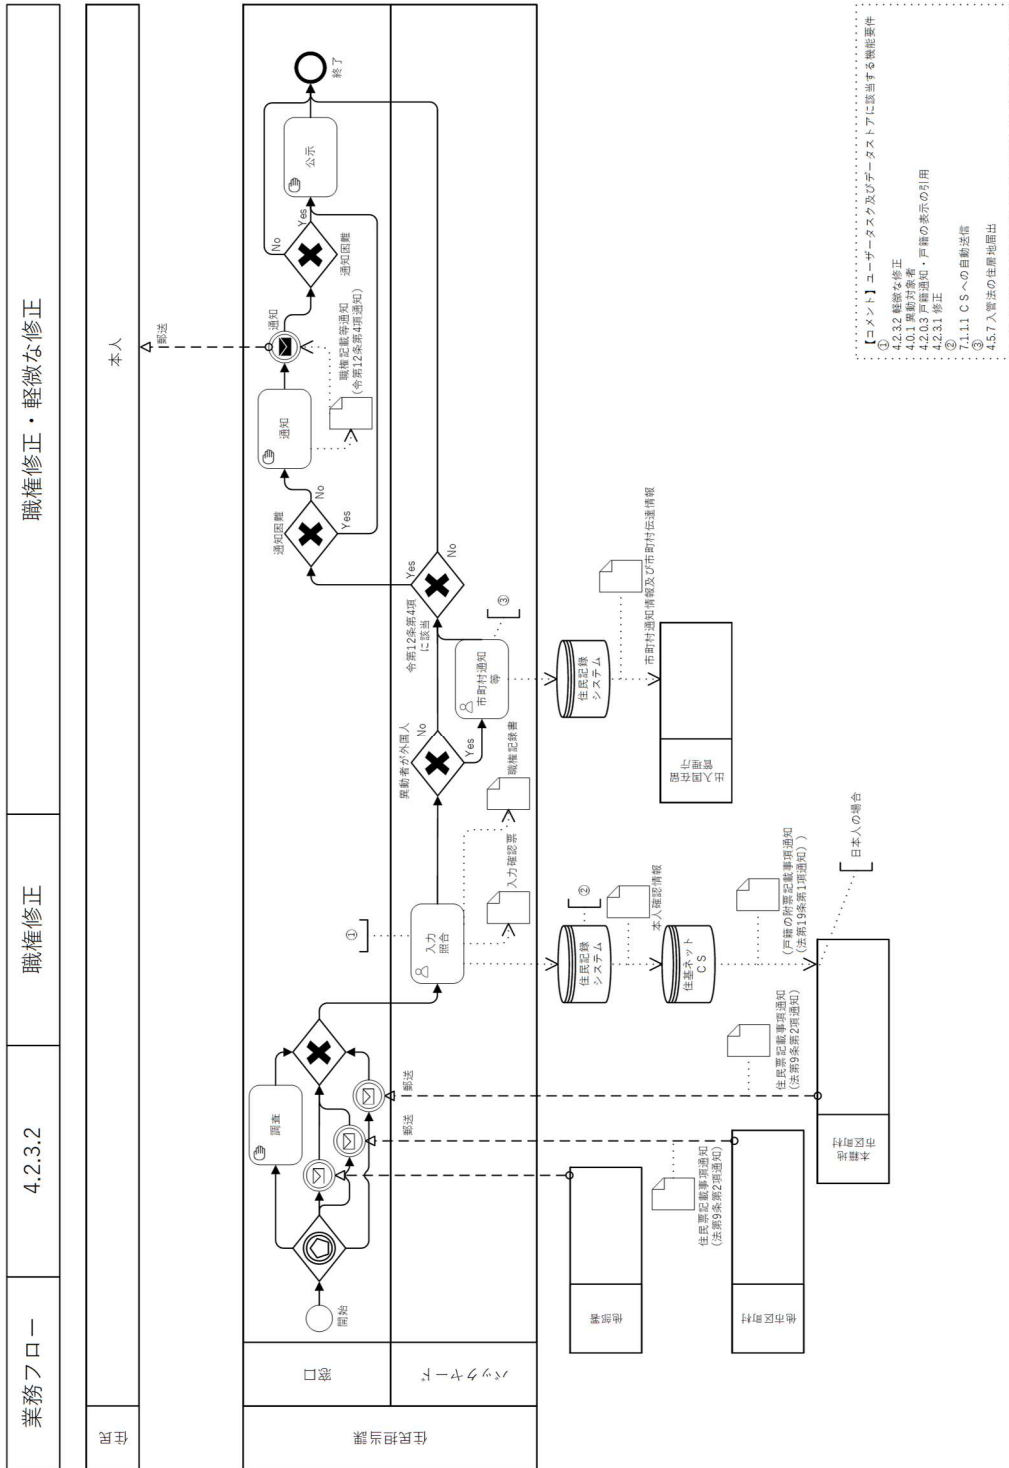 業務フロー
4.2.3.2
職権修正
職権修正・軽微な修正
住民
本人
郵送
住民担当課
窓口
バックヤード
開始
調査
郵送
郵送
通知困難
No
Yes
通知
通知
職権記載等通知
(令第12条第4項通知)
通知困難
No
Yes
公示
終了
①
入力
照合
入力確認票
職権記録書
異動者が外国人
No
Yes
市町村通知
等
③
令第12条第4項
に該当
Yes
No
住民記録
システム
②
本人確認情報
住基ネット
CS
(戸籍の附票記載事項通知
(法第19条第1項通知))
日本人の場合
住民記録
システム
市町村通知情報及び市町村伝達情報
出入国在留
管理庁
他部署
住民票記載事項通知
(法第9条第2項通知)
他市区町村
住民票記載事項通知
(法第9条第2項通知)
本籍地
市区町村
【コメント】ユーザータスク及びデータストアに該当する機能要件
①
4.2.3.2 軽微な修正
4.0.1 異動対象者
4.2.0.3 戸籍通知・戸籍の表示の引用
4.2.3.1 修正
②
7.1.1.1 CSへの自動送信
③
4.5.7 入管法の住居地届出